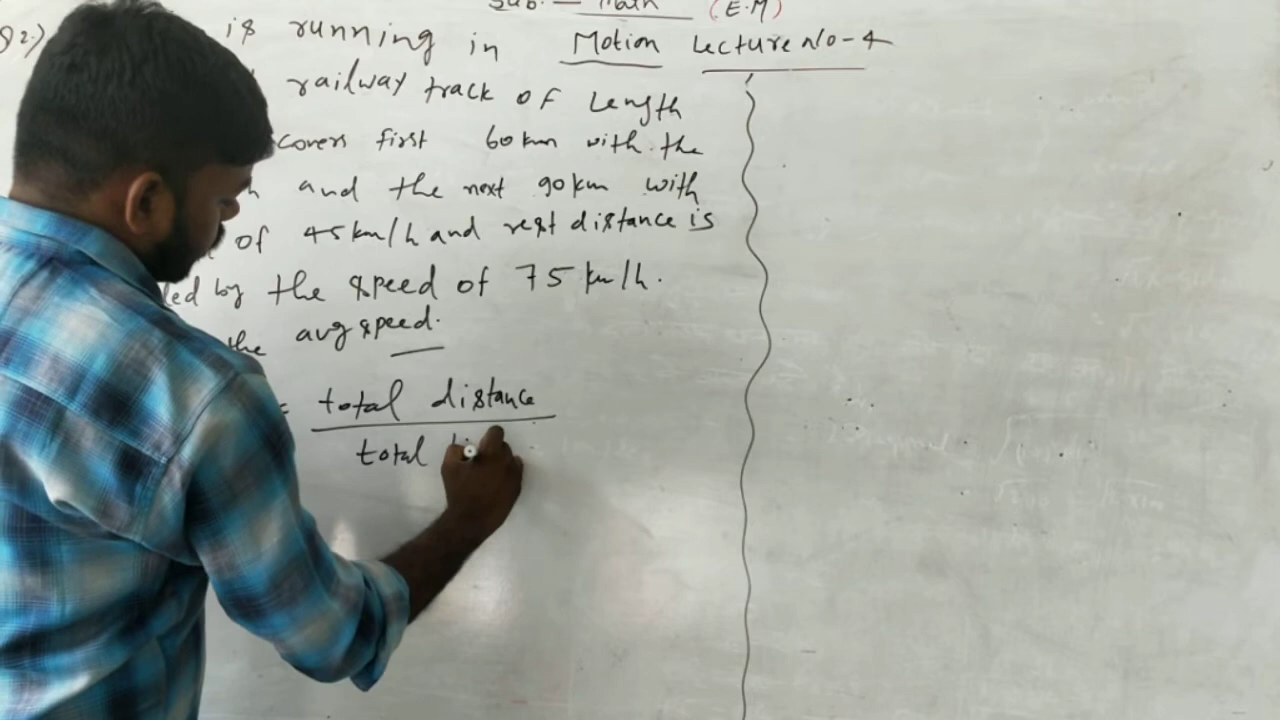 Sub. — Math (E.M)
Q2.) is running in Motion Lecture No-4
railway track of Length
covers first 60 km with the
and the next 90 km with
of 45 km/h and rest distance is
led by the speed of 75 km/h.
the avg speed.
= total distance
total